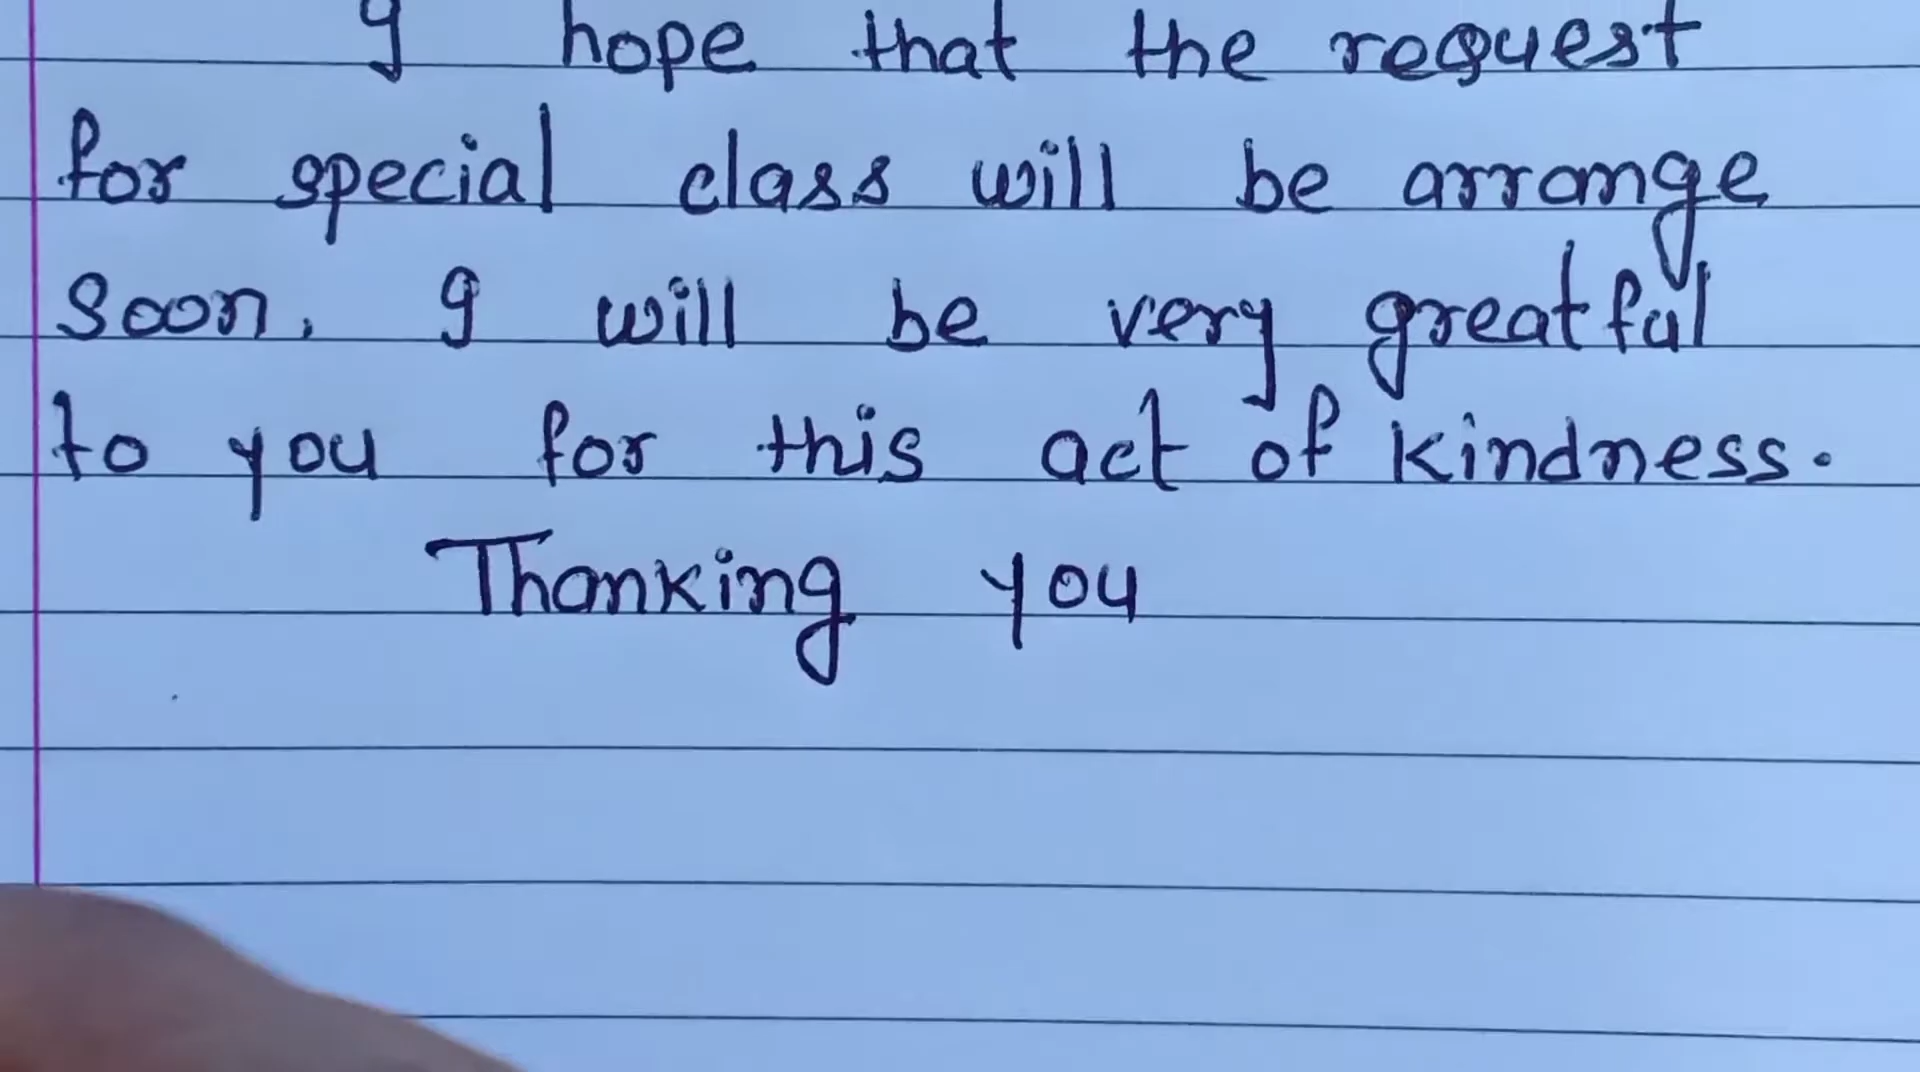 I hope that the request
for special class will be arrange
soon. I will be very greatful
to you for this act of kindness.
Thanking you